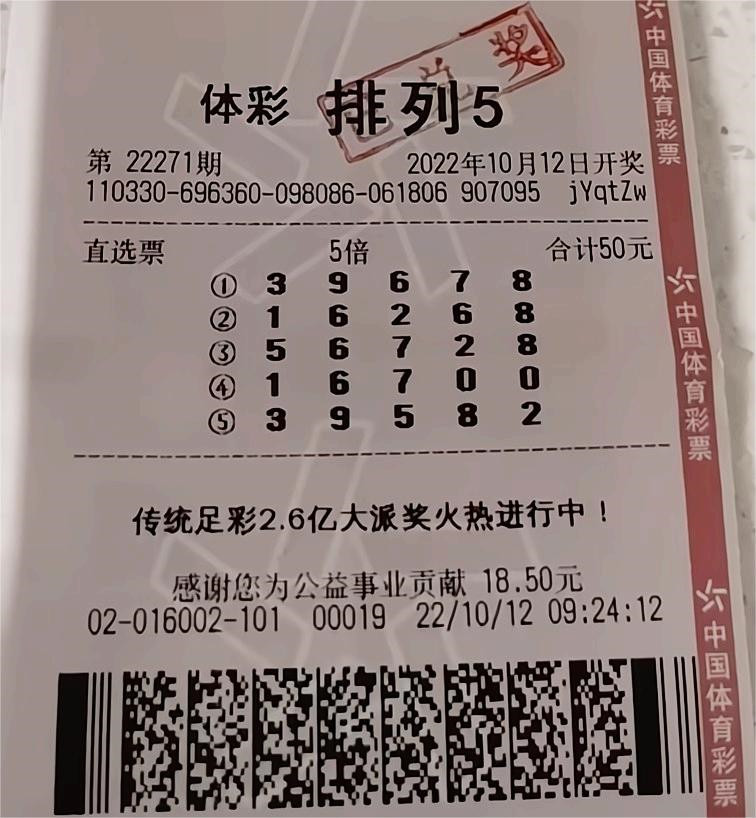 体彩 排列5
第 22271期 2022年10月12日开奖
110330-696360-098086-061806 907095 jYqtZw
直选票 5倍 合计50元
① 3 9 6 7 8
② 1 6 2 6 8
③ 5 6 7 2 8
④ 1 6 7 0 0
⑤ 3 9 5 8 2
传统足彩2.6亿大派奖火热进行中！
感谢您为公益事业贡献 18.50元
02-016002-101 00019 22/10/12 09:24:12
中国体育彩票
中国体育彩票
中国体育彩票
奖